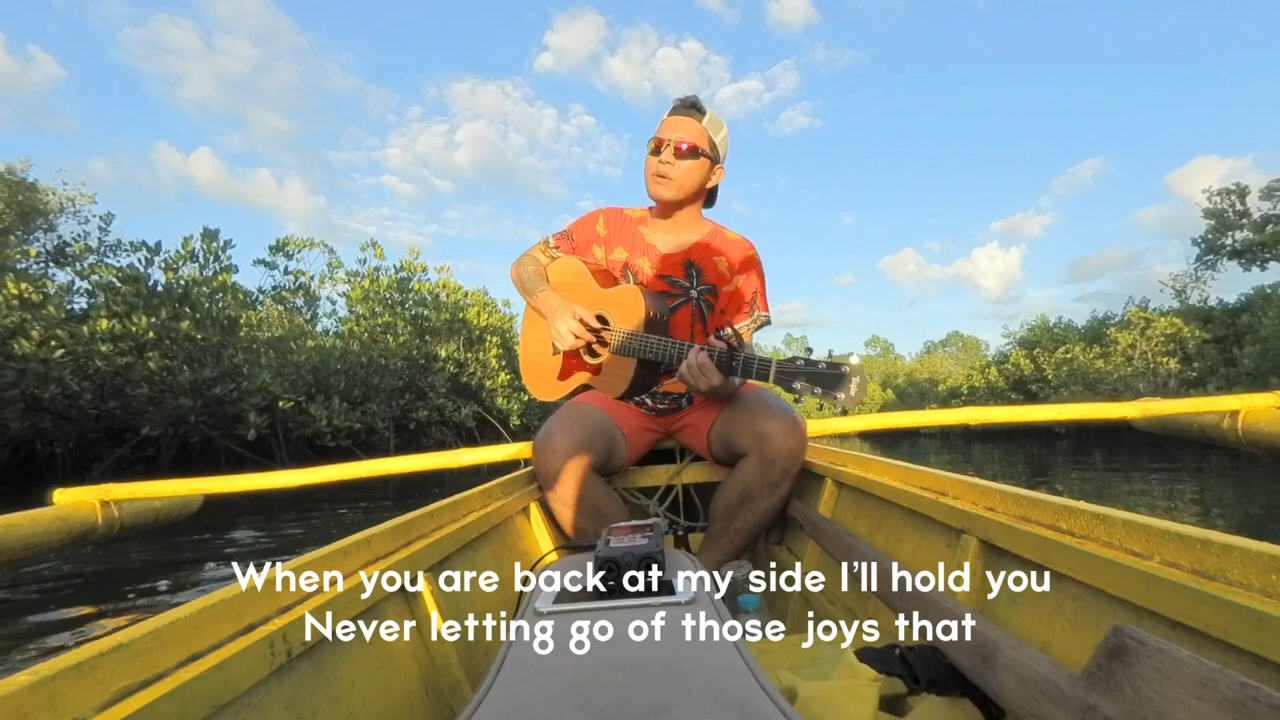 When you are back at my side I'll hold you
Never letting go of those joys that